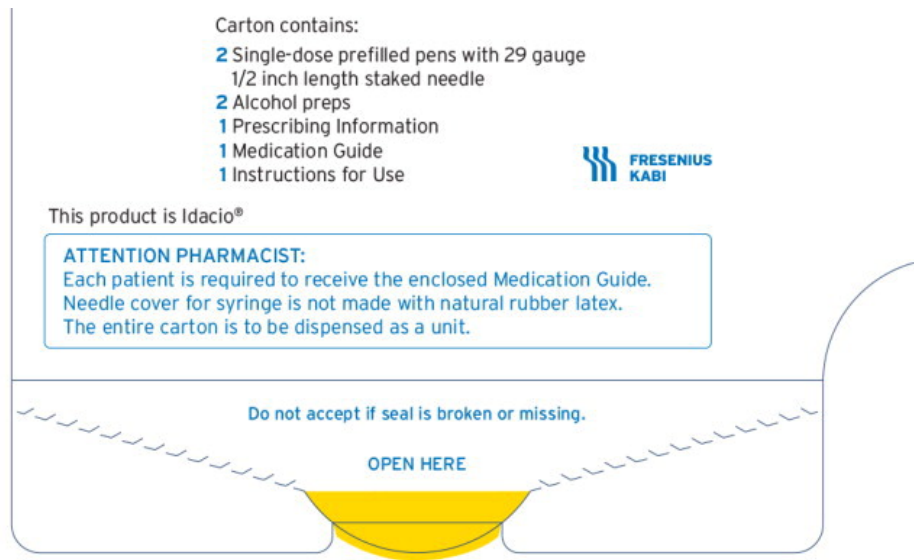 Carton contains:
2 Single-dose prefilled pens with 29 gauge
1/2 inch length staked needle
2 Alcohol preps
1 Prescribing Information
1 Medication Guide
1 Instructions for Use
FRESENIUS
KABI
This product is Idacio®
ATTENTION PHARMACIST:
Each patient is required to receive the enclosed Medication Guide.
Needle cover for syringe is not made with natural rubber latex.
The entire carton is to be dispensed as a unit.
Do not accept if seal is broken or missing.
OPEN HERE